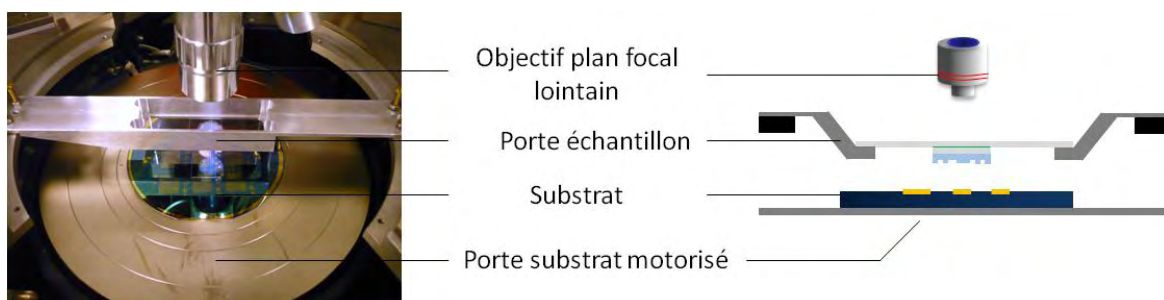 Objectif plan focal
lointain
Porte échantillon
Substrat
Porte substrat motorisé